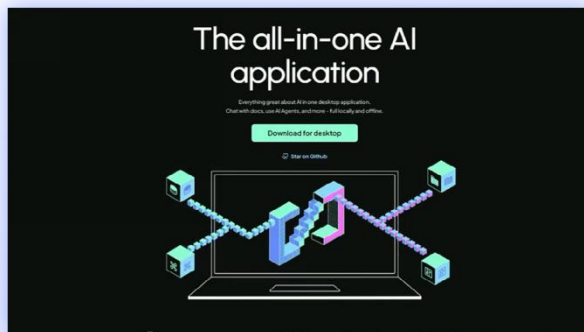 The all-in-one AI
application
Everything great about AI in one desktop application.
Chat with docs, use AI Agents, and more - full locally and offline.
Download for desktop
Star on Github